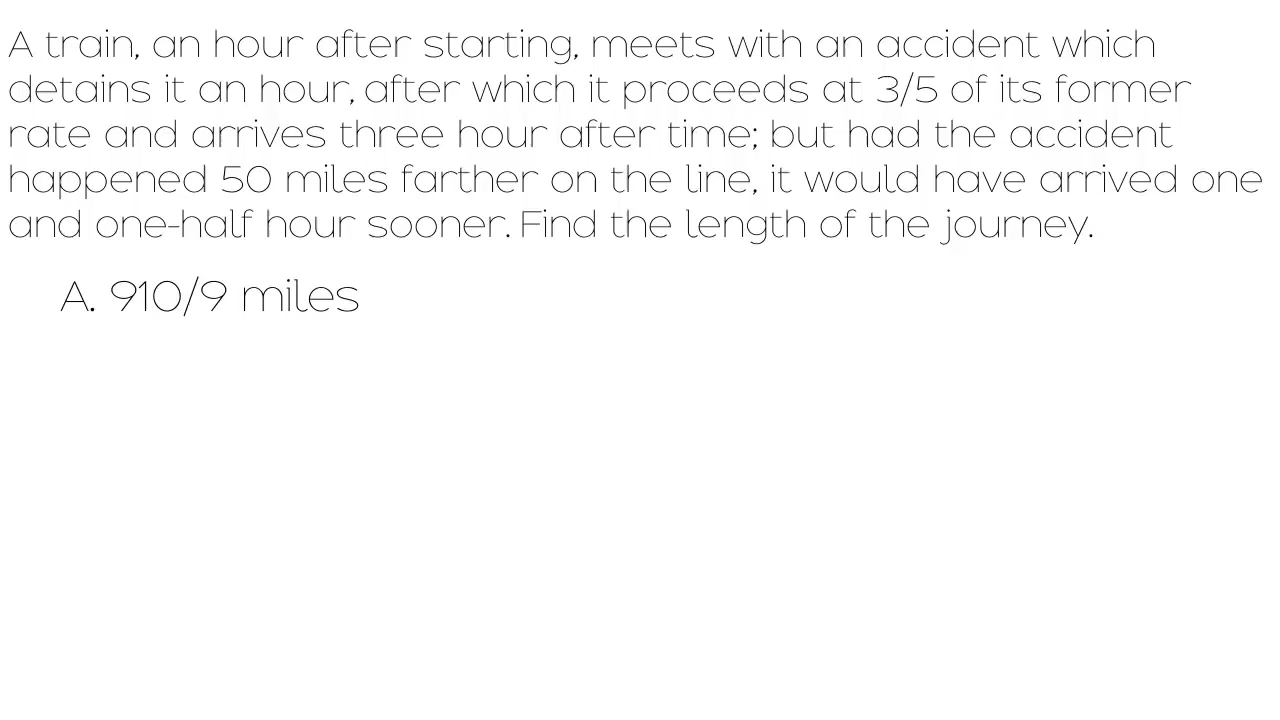 A train, an hour after starting, meets with an accident which
detains it an hour, after which it proceeds at 3/5 of its former
rate and arrives three hour after time; but had the accident
happened 50 miles farther on the line, it would have arrived one
and one-half hour sooner. Find the length of the journey.
A. 910/9 miles